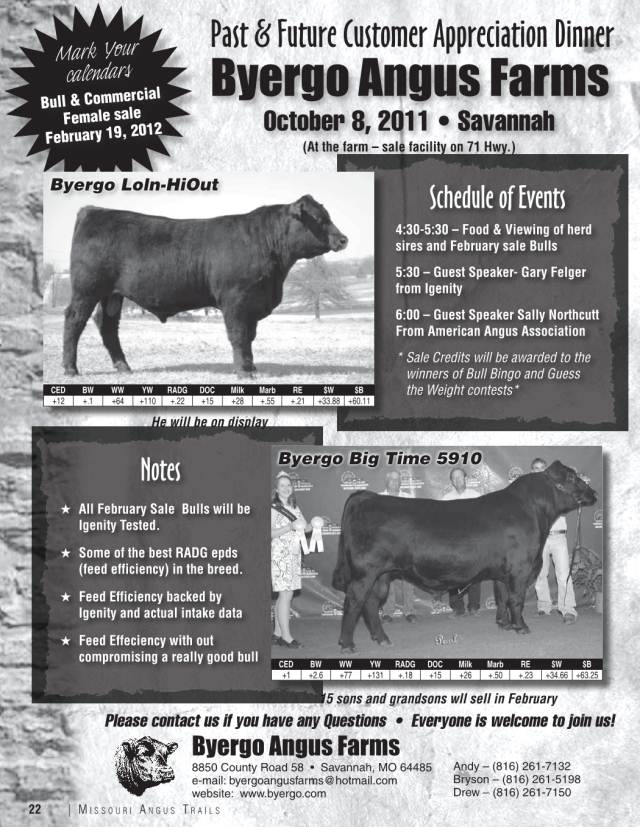 Mark Your
calendars
Bull & Commercial
Female sale
February 19, 2012
Past & Future Customer Appreciation Dinner
Byergo Angus Farms
October 8, 2011 • Savannah
(At the farm – sale facility on 71 Hwy.)
Byergo Loln-HiOut
CED BW WW YW RADG DOC Milk Marb RE $W $B
+12 +.1 +64 +110 +.22 +15 +28 +.55 +.21 +33.88 +60.11
He will be on display
Schedule of Events
4:30-5:30 – Food & Viewing of herd
sires and February sale Bulls
5:30 – Guest Speaker- Gary Felger
from Igenity
6:00 – Guest Speaker Sally Northcutt
From American Angus Association
* Sale Credits will be awarded to the
winners of Bull Bingo and Guess
the Weight contests*
Notes
★ All February Sale Bulls will be
Igenity Tested.
★ Some of the best RADG epds
(feed efficiency) in the breed.
★ Feed Efficiency backed by
Igenity and actual intake data
★ Feed Effeciency with out
compromising a really good bull
Byergo Big Time 5910
CED BW WW YW RADG DOC Milk Marb RE $W $B
+1 +2.6 +77 +131 +.18 +15 +26 +.50 +.23 +34.66 +63.25
15 sons and grandsons wll sell in February
Please contact us if you have any Questions • Everyone is welcome to join us!
Byergo Angus Farms
8850 County Road 58 • Savannah, MO 64485
e-mail: byergoangusfarms@hotmail.com
website: www.byergo.com
Andy – (816) 261-7132
Bryson – (816) 261-5198
Drew – (816) 261-7150
22 | Missouri Angus Trails